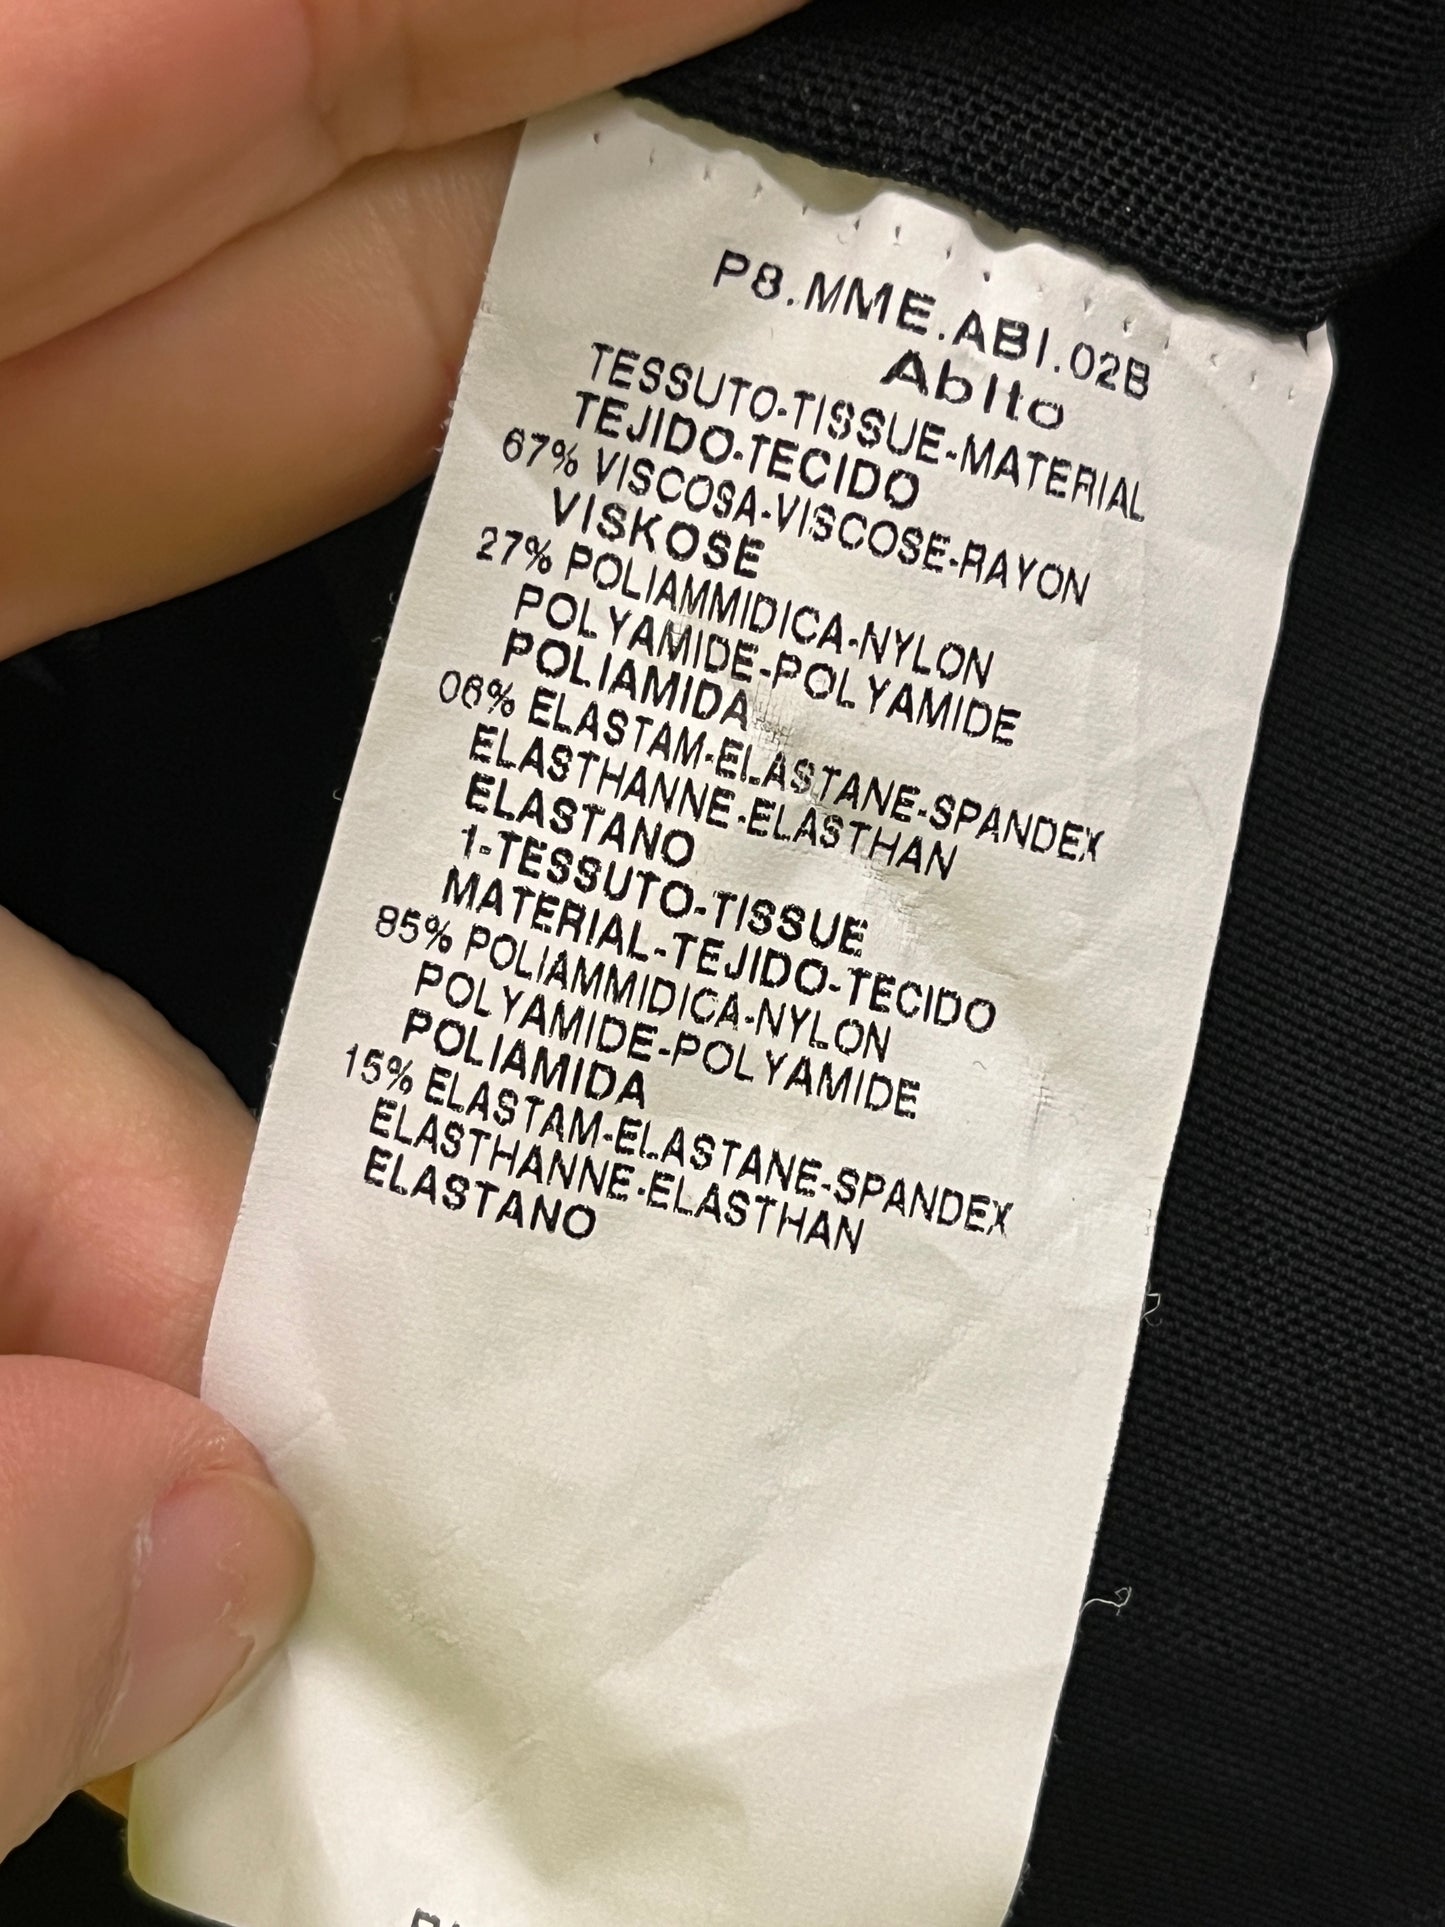 P8.MME.ABI.02B
Abito
TESSUTO-TISSUE-MATERIAL
TEJIDO-TECIDO
67% VISCOSA-VISCOSE-RAYON
VISKOSE
27% POLIAMMIDICA-NYLON
POLYAMIDE-POLYAMIDE
POLIAMIDA
06% ELASTAM-ELASTANE-SPANDEX
ELASTHANNE-ELASTHAN
ELASTANO
1-TESSUTO-TISSUE
MATERIAL-TEJIDO-TECIDO
85% POLIAMMIDICA-NYLON
POLYAMIDE-POLYAMIDE
POLIAMIDA
15% ELASTAM-ELASTANE-SPANDEX
ELASTHANNE-ELASTHAN
ELASTANO